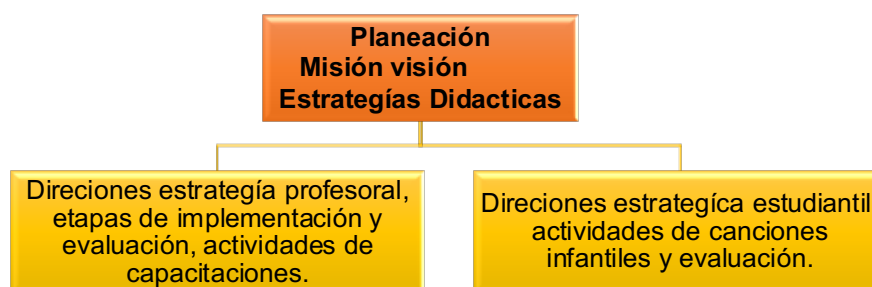 Planeación
Misión visión
Estrategías Didacticas
Direciones estrategía profesoral,
etapas de implementación y
evaluación, actividades de
capacitaciones.
Direciones estrategíca estudiantil
actividades de canciones
infantiles y evaluación.